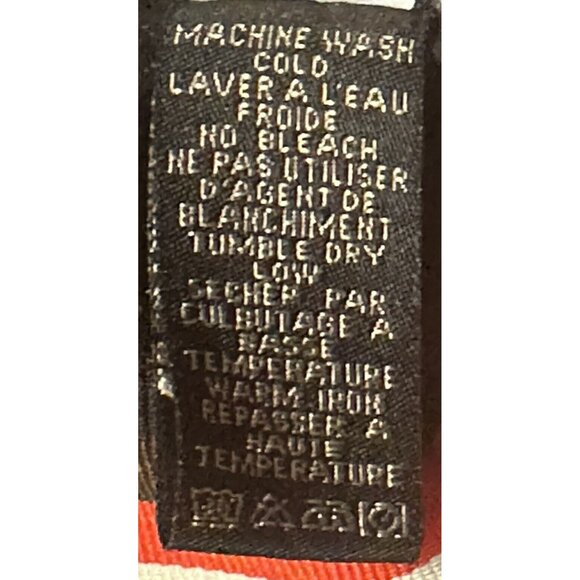 MACHINE WASH
COLD
LAVER A L'EAU
FROIDE
NO BLEACH
NE PAS UTILISER
D'AGENT DE
BLANCHIMENT
TUMBLE DRY
LOW
SECHER PAR
CULBUTAGE A
BASSE
TEMPERATURE
WARM IRON
REPASSER A
HAUTE
TEMPERATURE